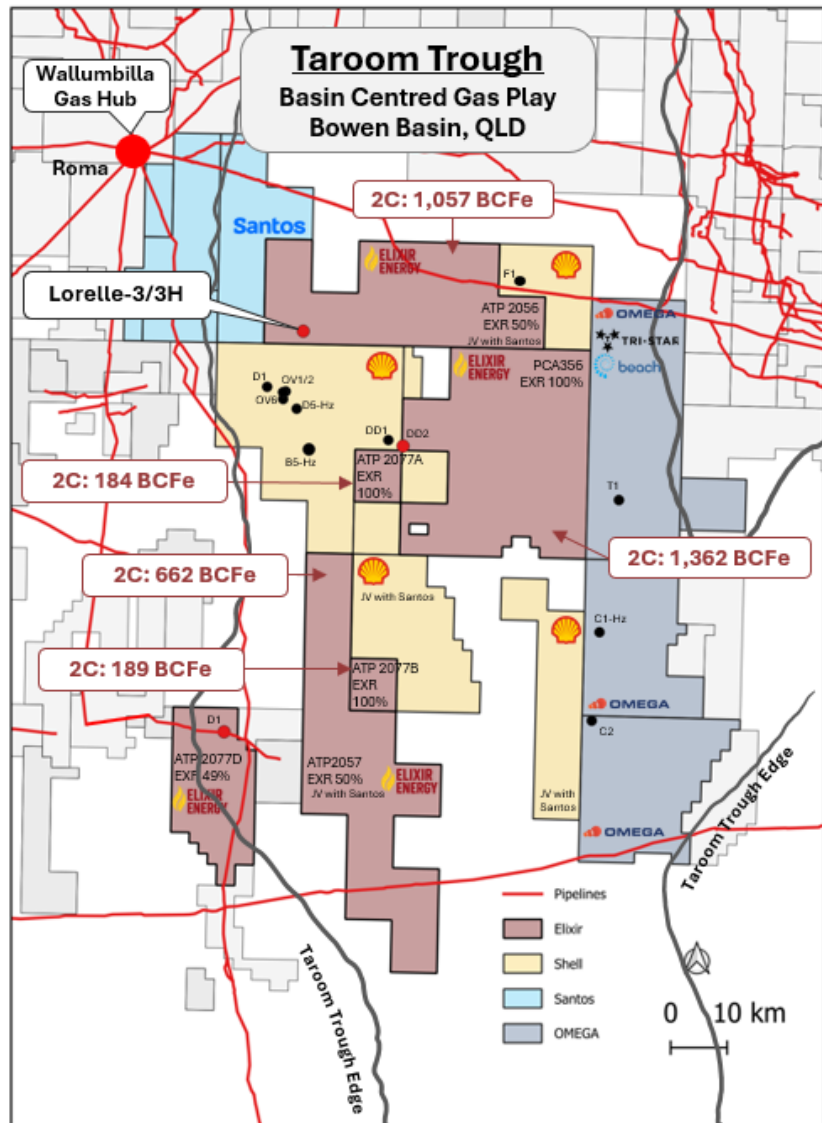 Taroom Trough
Basin Centred Gas Play
Bowen Basin, QLD
Wallumbilla
Gas Hub
Roma
Santos
2C: 1,057 BCFe
ELIXIR
ENERGY
F1
Lorelle-3/3H
ATP 2056
EXR 50%
JV with Santos
OMEGA
TRI-STAR
beach
ELIXIR
ENERGY
PCA356
EXR 100%
D1
OV1/2
OV6
D5-Hz
DD1
DD2
B5-Hz
ATP 2077A
EXR
100%
2C: 184 BCFe
T1
2C: 662 BCFe
2C: 1,362 BCFe
JV with Santos
C1-Hz
2C: 189 BCFe
ATP 2077B
EXR
100%
OMEGA
D1
C2
ATP 2077D
EXR 49%
ELIXIR
ENERGY
ATP2057
EXR 50%
JV with Santos
ELIXIR
ENERGY
JV with
Santos
OMEGA
Taroom Trough Edge
Taroom Trough Edge
Pipelines
Elixir
Shell
Santos
OMEGA
0 10 km